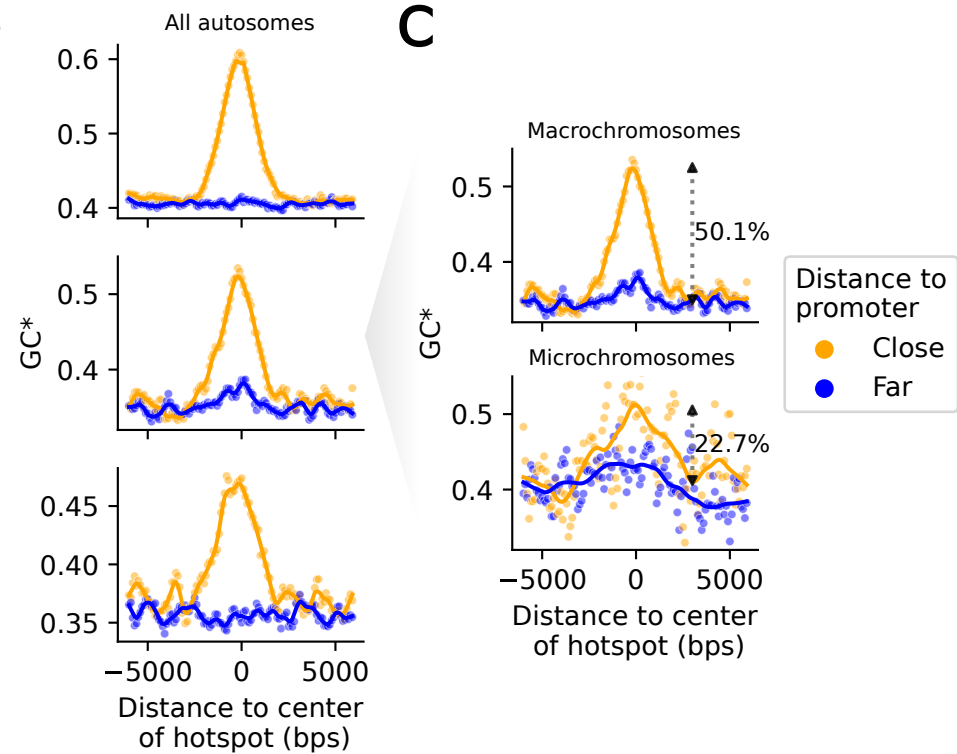 All autosomes
0.6
0.5
0.4
GC*
0.5
0.4
0.45
0.40
0.35
−5000 0 5000
Distance to center
of hotspot (bps)
C
Macrochromosomes
0.5
0.4
50.1%
GC*
Microchromosomes
0.5
0.4
22.7%
−5000 0 5000
Distance to center
of hotspot (bps)
Distance to
promoter
Close
Far